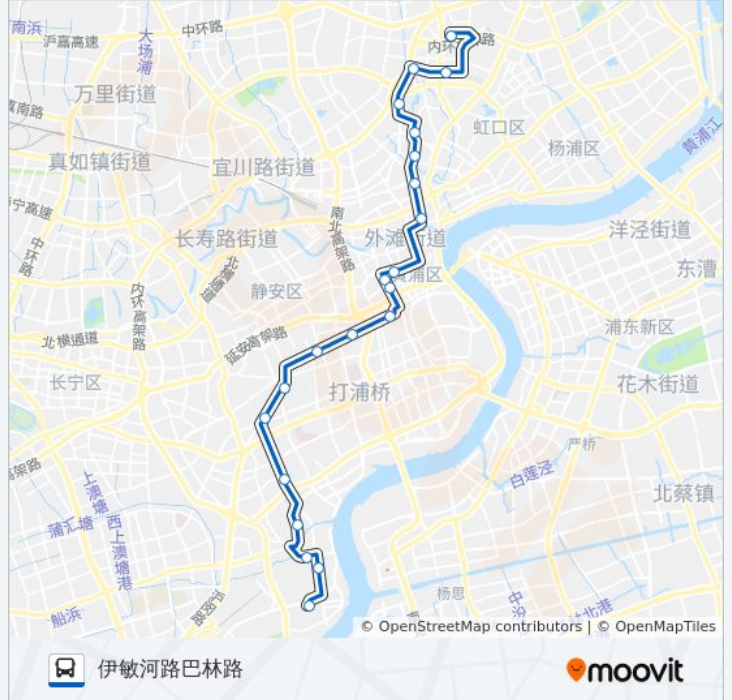 南浜
沪嘉高速
大场浦
中环路
内环
路
万里街道
真南路
虹口区
杨浦区
黄浦江
真如镇街道
宜川路街道
宁高速
中环路
长寿路街道
南北高架路
外滩街道
洋泾街道
北横通道
黄浦区
东漕
内环高架路
静安区
浦东新区
北横通道
延安高架路
长宁区
打浦桥
花木街道
严桥
高架路
上澳塘
白莲泾
北蔡镇
蒲汇塘
西上澳塘港
杨思
船浜
沪闵路
© OpenStreetMap contributors | © OpenMapTiles
伊敏河路巴林路
moovit